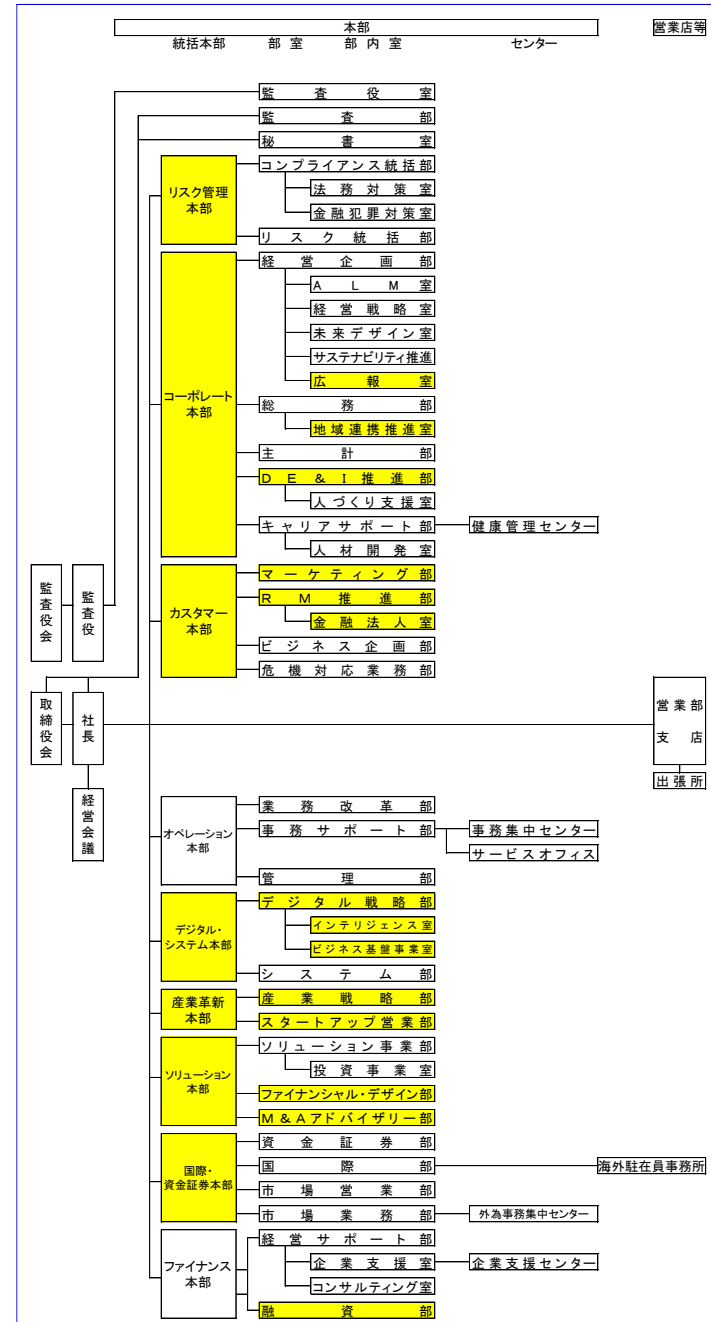 本部
営業店等
統括本部 部室 部内室 センター
監査役室
監査部
秘書室
リスク管理
本部
コンプライアンス統括部
法務対策室
金融犯罪対策室
リスク統括部
コーポレート
本部
経営企画部
ALM室
経営戦略室
未来デザイン室
サステナビリティ推進
広報室
総務部
地域連携推進室
主計部
DE&I推進部
人づくり支援室
キャリアサポート部
健康管理センター
人材開発室
監査役会
監査役
カスタマー
本部
マーケティング部
RM推進部
金融法人室
ビジネス企画部
危機対応業務部
取締役会
社長
営業部
支店
出張所
経営会議
オペレーション
本部
業務改革部
事務サポート部
事務集中センター
サービスオフィス
管理部
デジタル・
システム本部
デジタル戦略部
インテリジェンス室
ビジネス基盤事業室
システム部
産業革新
本部
産業戦略部
スタートアップ営業部
ソリューション
本部
ソリューション事業部
投資事業室
ファイナンシャル・デザイン部
M&Aアドバイザリー部
国際・
資金証券本部
資金証券部
国際部
海外駐在員事務所
市場営業部
市場業務部
外為事務集中センター
ファイナンス
本部
経営サポート部
企業支援室
企業支援センター
コンサルティング室
融資部